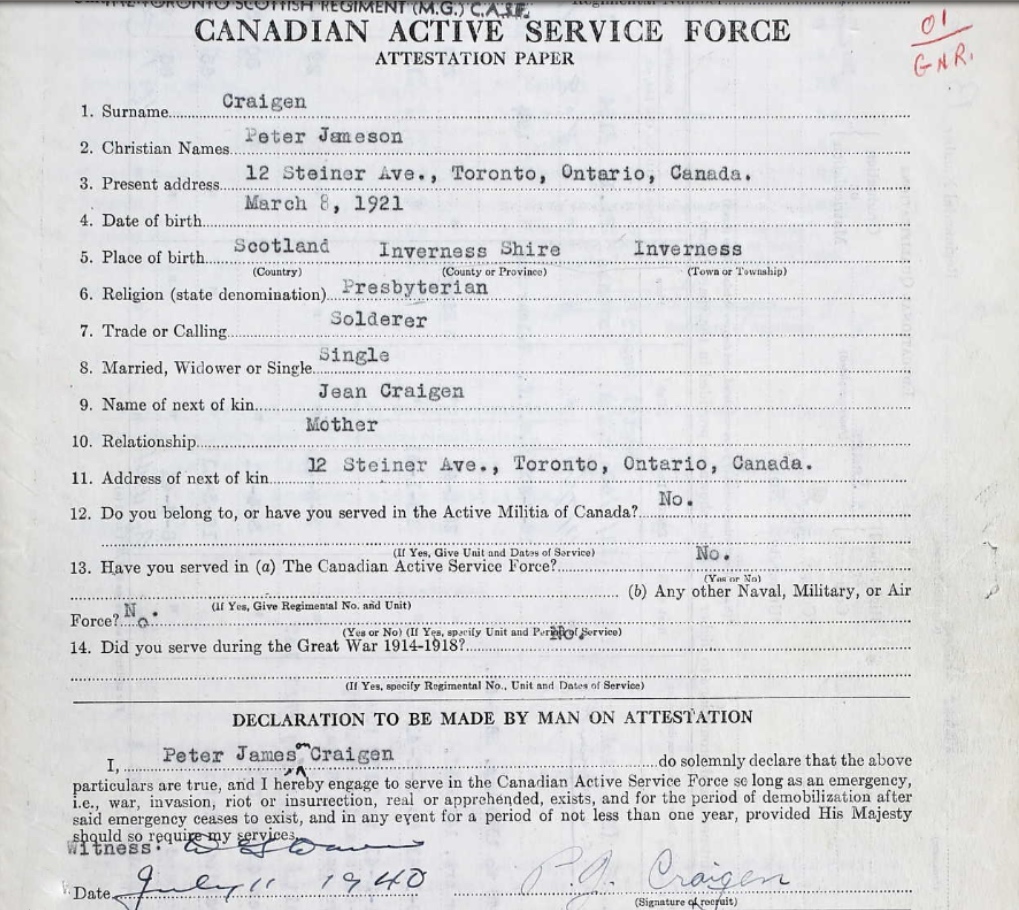 TORONTO SCOTTISH REGIMENT (M.G.) C.A.S.F.
CANADIAN ACTIVE SERVICE FORCE
ATTESTATION PAPER
01
GNR.
1. Surname Craigen
2. Christian Names Peter Jameson
3. Present address 12 Steiner Ave., Toronto, Ontario, Canada.
4. Date of birth March 8, 1921
5. Place of birth Scotland Inverness Shire Inverness
(Country) (County or Province) (Town or Township)
6. Religion (state denomination) Presbyterian
7. Trade or Calling Solderer
8. Married, Widower or Single Single
9. Name of next of kin Jean Craigen
10. Relationship Mother
11. Address of next of kin 12 Steiner Ave., Toronto, Ontario, Canada.
12. Do you belong to, or have you served in the Active Militia of Canada? No.
(If Yes, Give Unit and Dates of Service)
13. Have you served in (a) The Canadian Active Service Force? No.
(Yes or No)
(b) Any other Naval, Military, or Air
(If Yes, Give Regimental No. and Unit)
Force? No.
(Yes or No) (If Yes, specify Unit and Period of Service)
14. Did you serve during the Great War 1914-1918? No.
(If Yes, specify Regimental No., Unit and Dates of Service)
DECLARATION TO BE MADE BY MAN ON ATTESTATION
I, Peter Jameson Craigen do solemnly declare that the above
particulars are true, and I hereby engage to serve in the Canadian Active Service Force so long as an emergency,
i.e., war, invasion, riot or insurrection, real or apprehended, exists, and for the period of demobilization after
said emergency ceases to exist, and in any event for a period of not less than one year, provided His Majesty
should so require my services.
Witness:
Date July 11 1940 P.J. Craigen
(Signature of recruit)